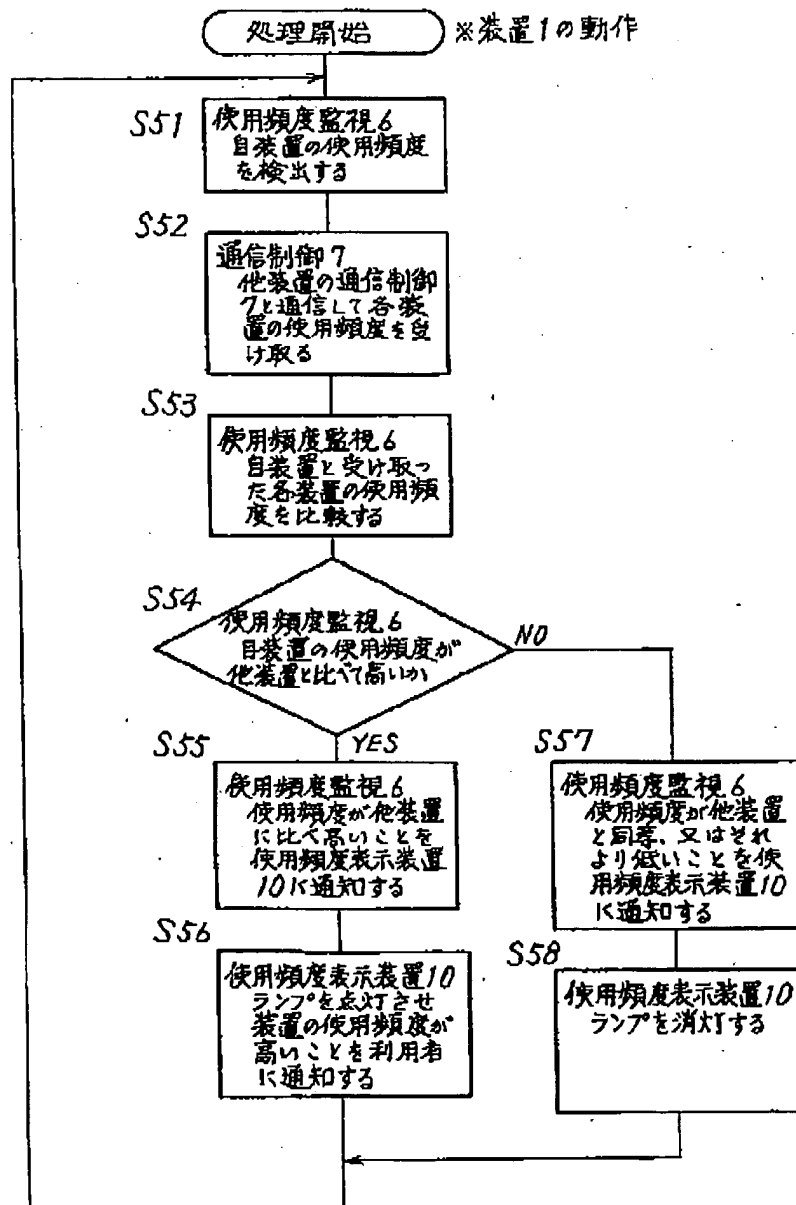 処理開始 ※装置1の動作
S51
使用頻度監視6
自装置の使用頻度
を検出する
S52
通信制御7
他装置の通信制御
7と通信して各装
置の使用頻度を受
け取る
S53
使用頻度監視6
自装置と受け取っ
た各装置の使用頻
度を比較する
S54
使用頻度監視6
自装置の使用頻度が
他装置と比べて高いか
NO
YES
S55
使用頻度監視6
使用頻度が他装置
に比べ高いことを
使用頻度表示装置
10に通知する
S56
使用頻度表示装置10
ランプを点灯させ
装置の使用頻度が
高いことを利用者
に通知する
S57
使用頻度監視6
使用頻度が他装置
と同等、又はそれ
より低いことを使
用頻度表示装置10
に通知する
S58
使用頻度表示装置10
ランプを消灯する